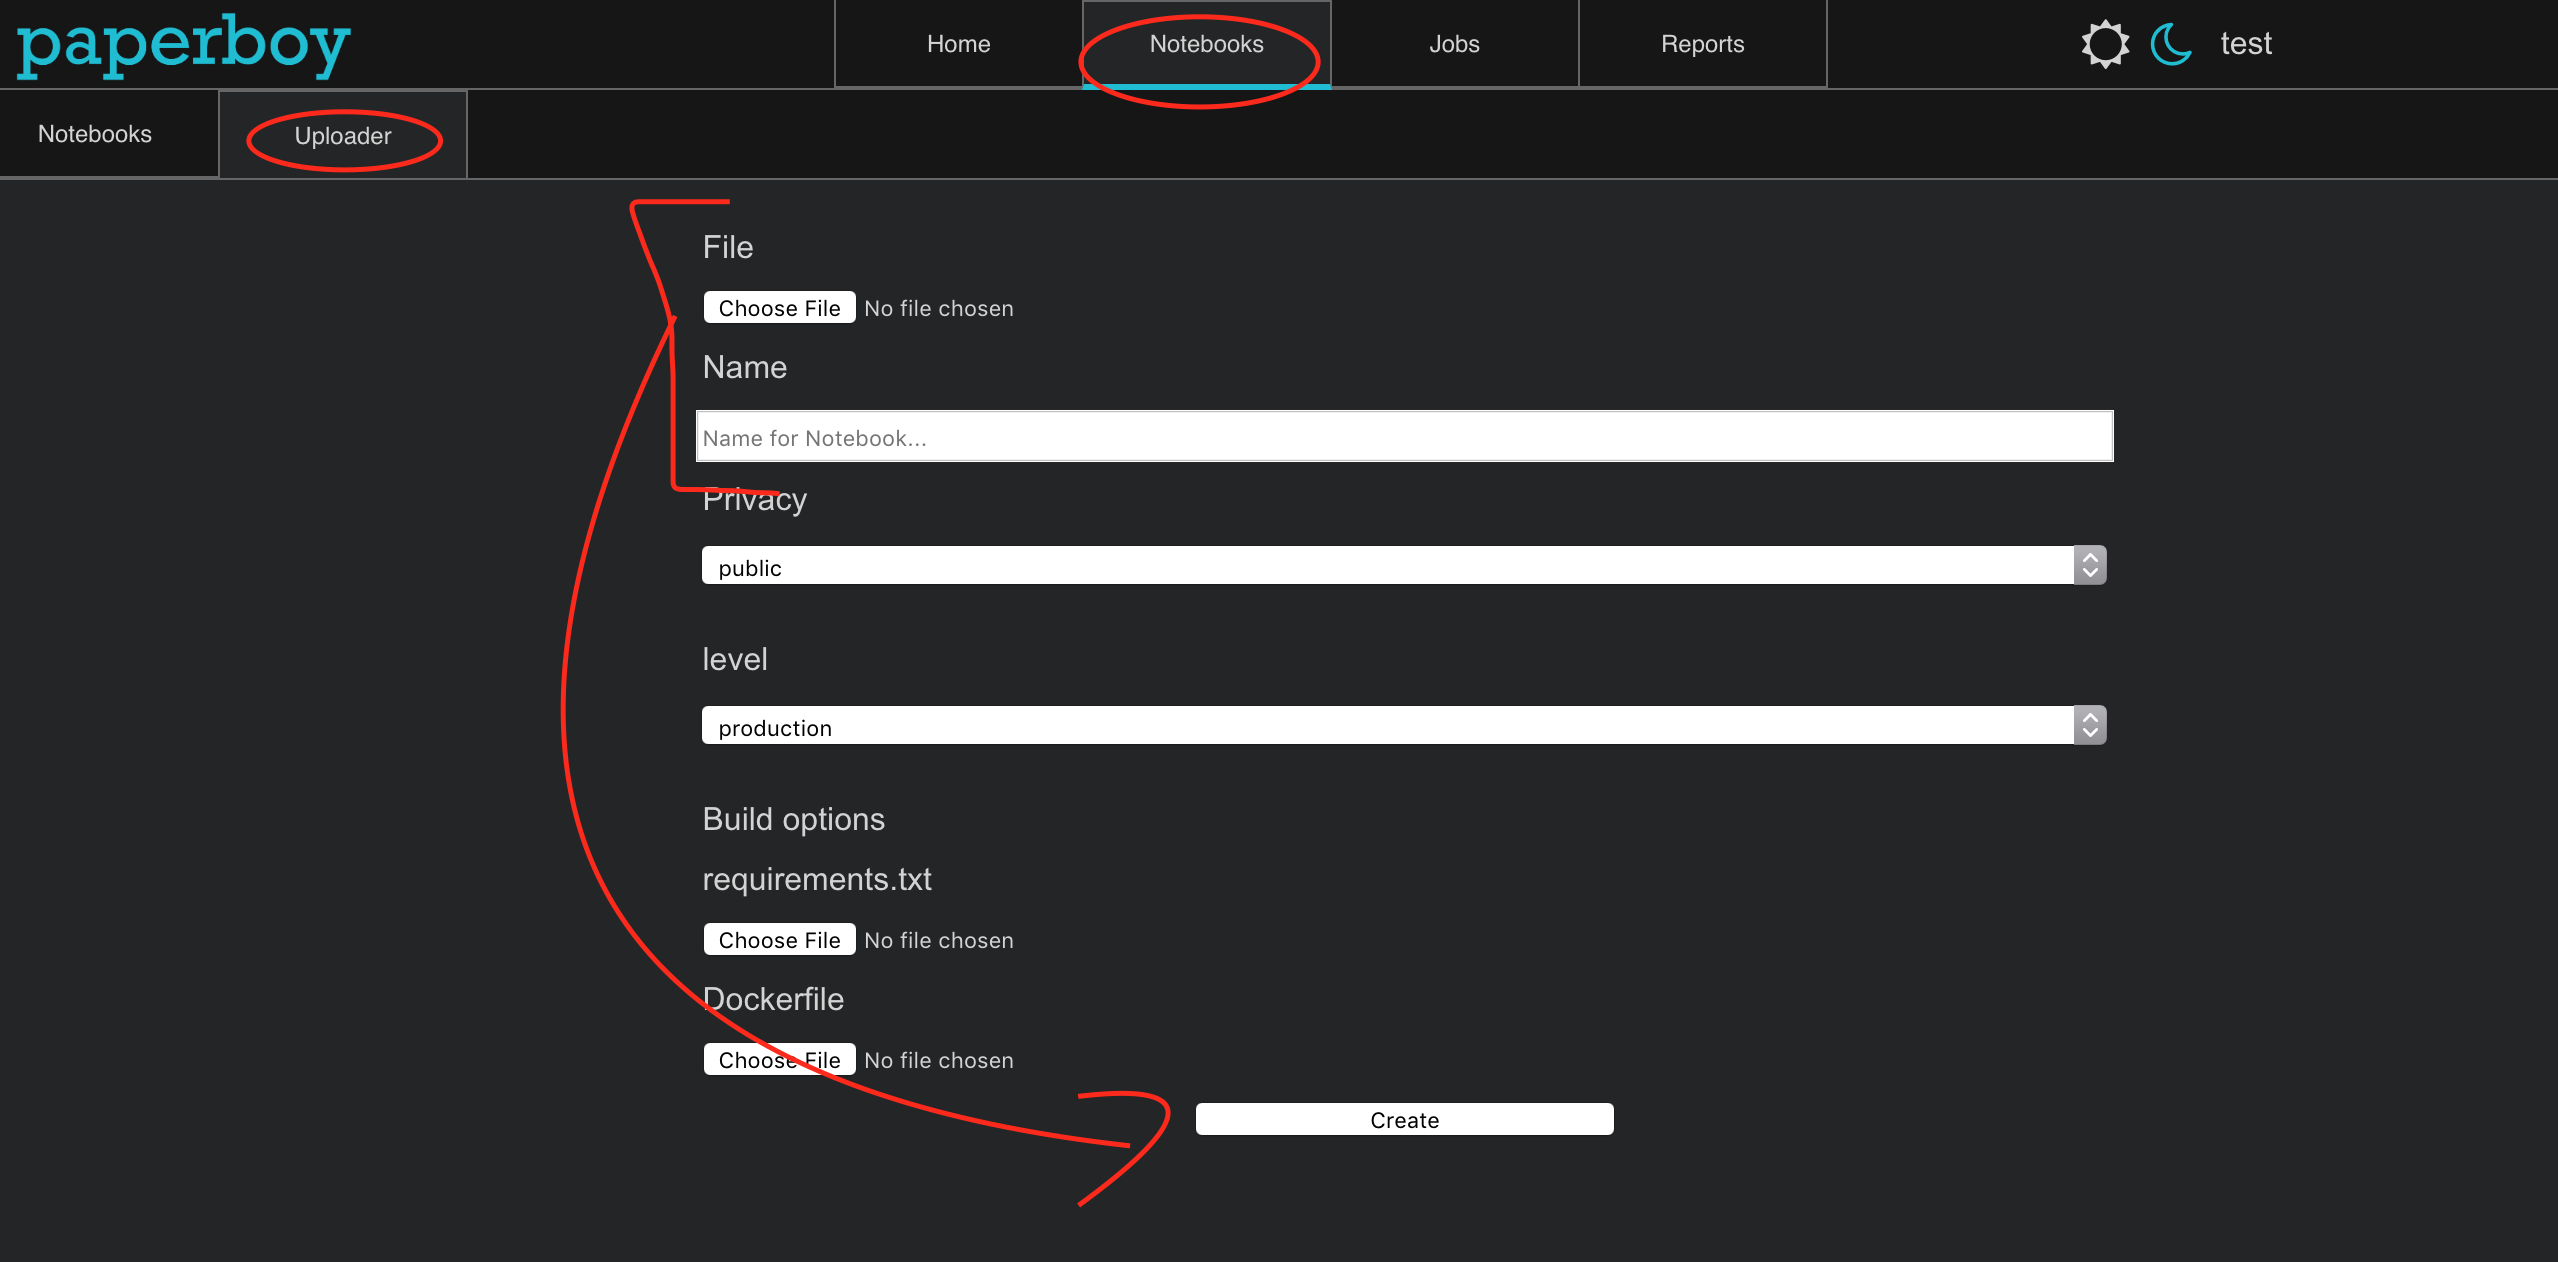 paperboy
Home Notebooks Jobs Reports test
Notebooks Uploader
File
Choose File No file chosen
Name
Name for Notebook...
Privacy
public
level
production
Build options
requirements.txt
Choose File No file chosen
Dockerfile
Choose File No file chosen
Create